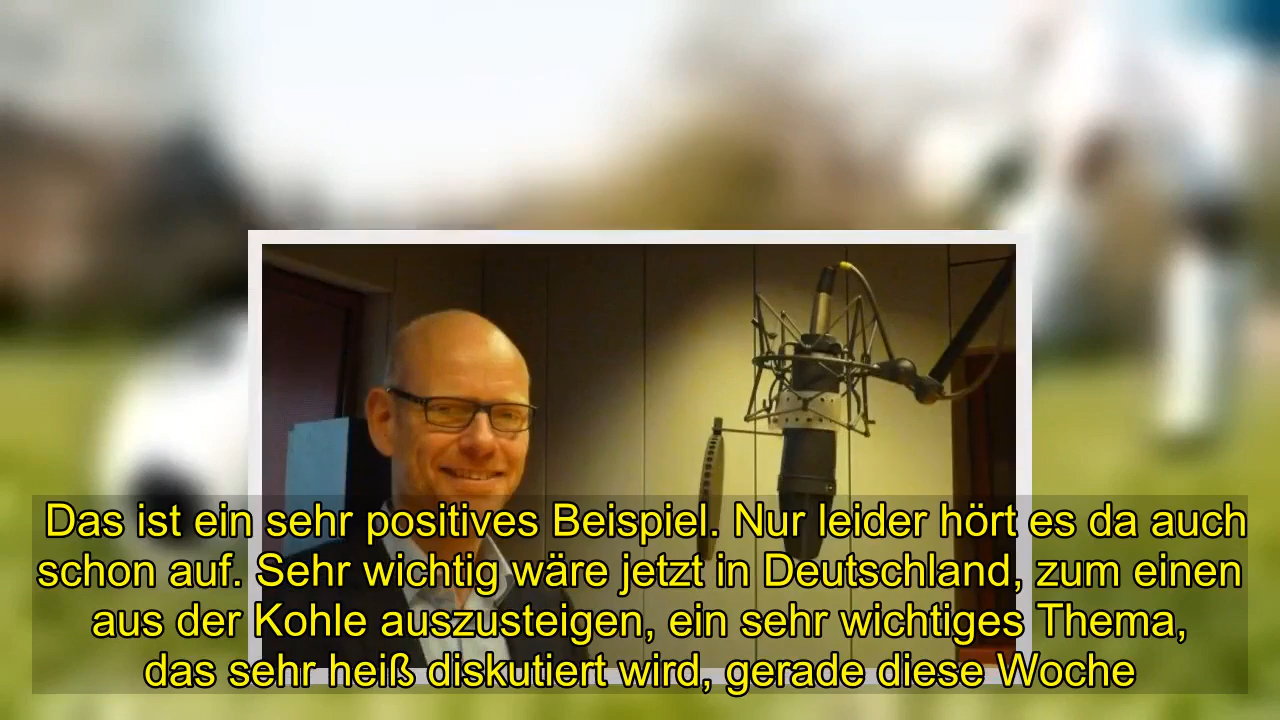 Das ist ein sehr positives Beispiel. Nur leider hört es da auch
schon auf. Sehr wichtig wäre jetzt in Deutschland, zum einen
aus der Kohle auszusteigen, ein sehr wichtiges Thema,
das sehr heiß diskutiert wird, gerade diese Woche